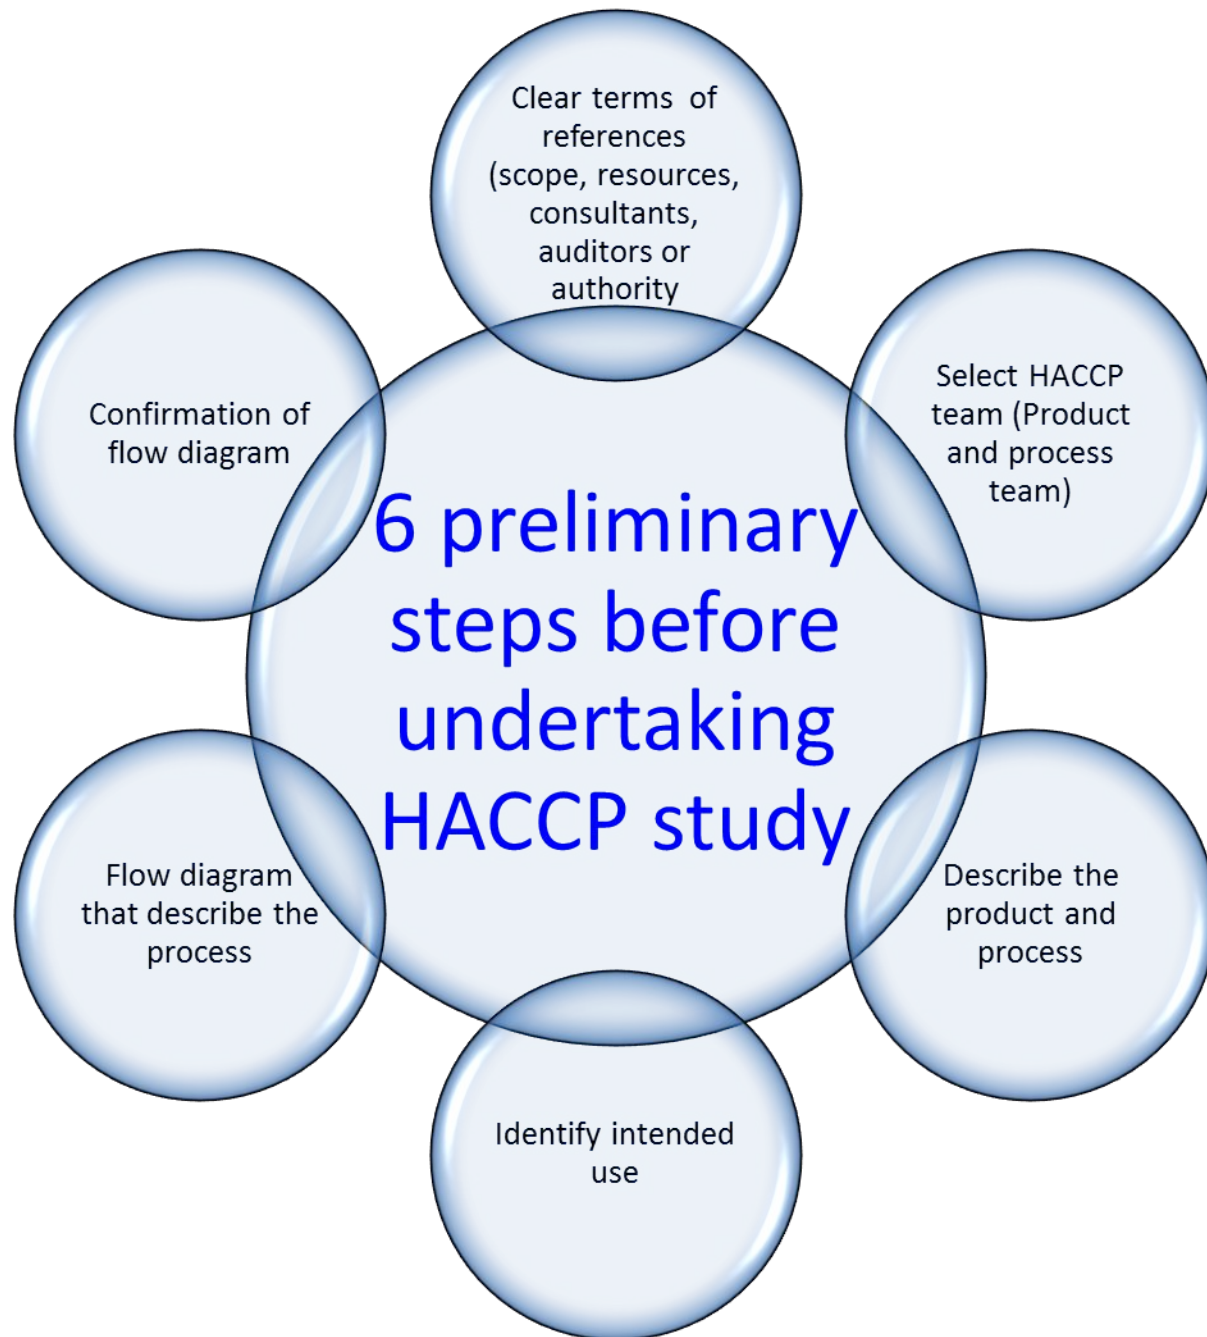 Clear terms of
references
(scope, resources,
consultants,
auditors or
authority
Select HACCP
team (Product
and process
team)
Describe the
product and
process
Identify intended
use
Flow diagram
that describe the
process
Confirmation of
flow diagram
6 preliminary
steps before
undertaking
HACCP study